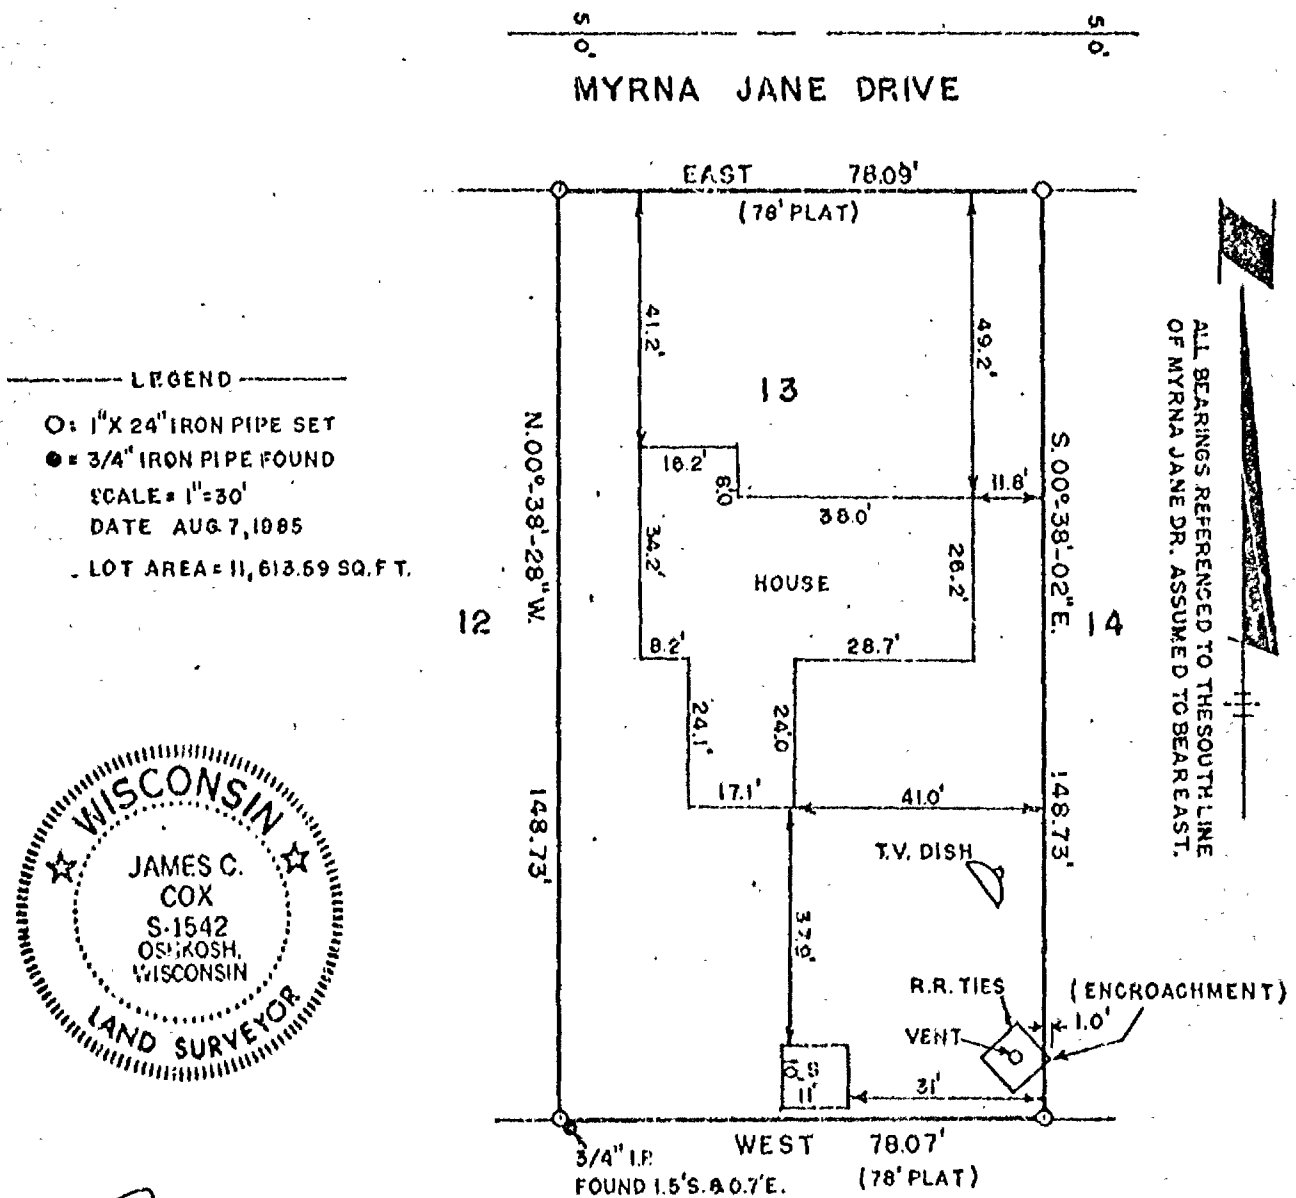 50'
50'
MYRNA JANE DRIVE
EAST 78.09'
(78' PLAT)
41.2'
49.2'
13
LEGEND
O: 1" X 24" IRON PIPE SET
●= 3/4" IRON PIPE FOUND
SCALE= 1"=30'
DATE AUG. 7, 1985
LOT AREA= 11,613.59 SQ. FT.
16.2'
8.0
38.0'
11.8'
34.2'
26.2'
HOUSE
N.00°-38'-28"W.
148.73'
S.00°-38'-02"E.
148.73'
12
14
8.2'
28.7'
24.1'
24.0
17.1'
41.0'
37.9'
T.V. DISH
R.R. TIES
(ENCROACHMENT)
1.0'
VENT
S
10'
11'
31'
WEST 78.07'
(78' PLAT)
3/4" I.P.
FOUND 1.5'S. & 0.7'E.
ALL BEARINGS REFERENCED TO THE SOUTH LINE
OF MYRNA JANE DR. ASSUMED TO BEAR EAST.
WISCONSIN
JAMES C.
COX
S-1542
OSHKOSH,
WISCONSIN
LAND SURVEYOR